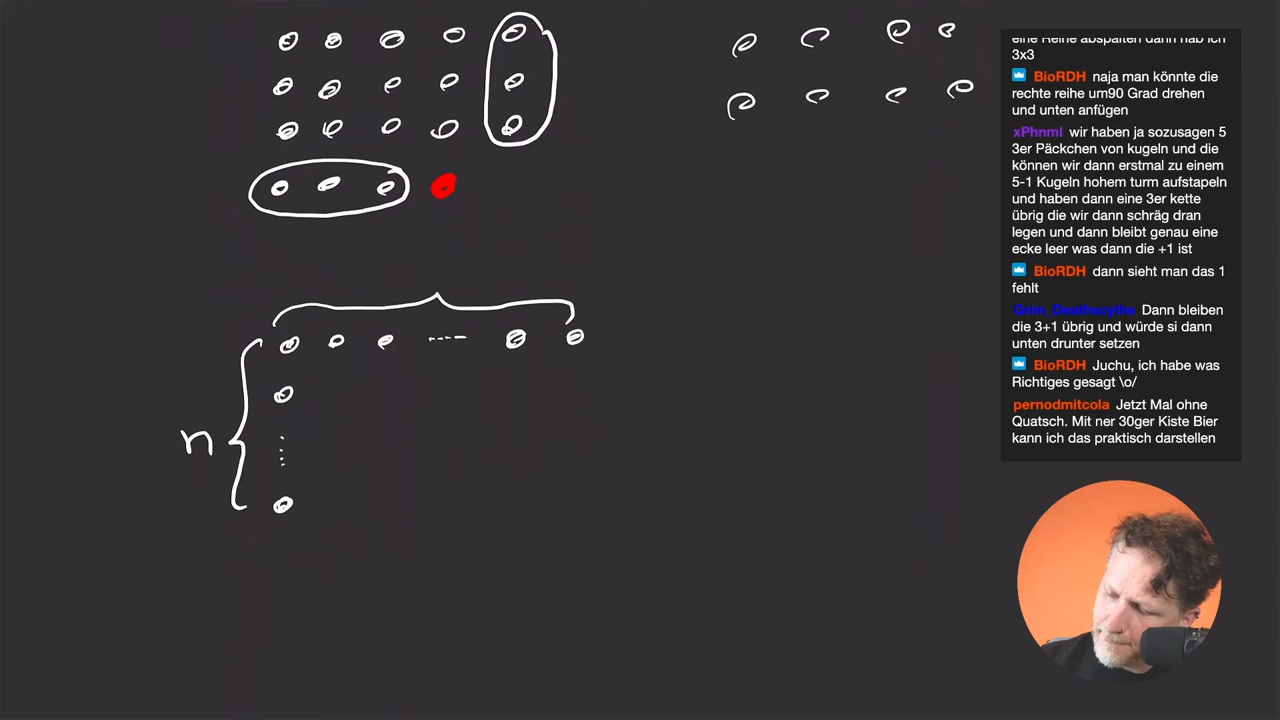 n
eine Reihe abspalten dann hab ich
3x3
BioRDH naja man könnte die
rechte reihe um90 Grad drehen
und unten anfügen
xPhnml wir haben ja sozusagen 5
3er Päckchen von kugeln und die
können wir dann erstmal zu einem
5-1 Kugeln hohem turm aufstapeln
und haben dann eine 3er kette
übrig die wir dann schräg dran
legen und dann bleibt genau eine
ecke leer was dann die +1 ist
BioRDH dann sieht man das 1
fehlt
Grim_Deathscythe Dann bleiben
die 3+1 übrig und würde si dann
unten drunter setzen
BioRDH Juchu, ich habe was
Richtiges gesagt \o/
pernodmitcola Jetzt Mal ohne
Quatsch. Mit ner 30ger Kiste Bier
kann ich das praktisch darstellen